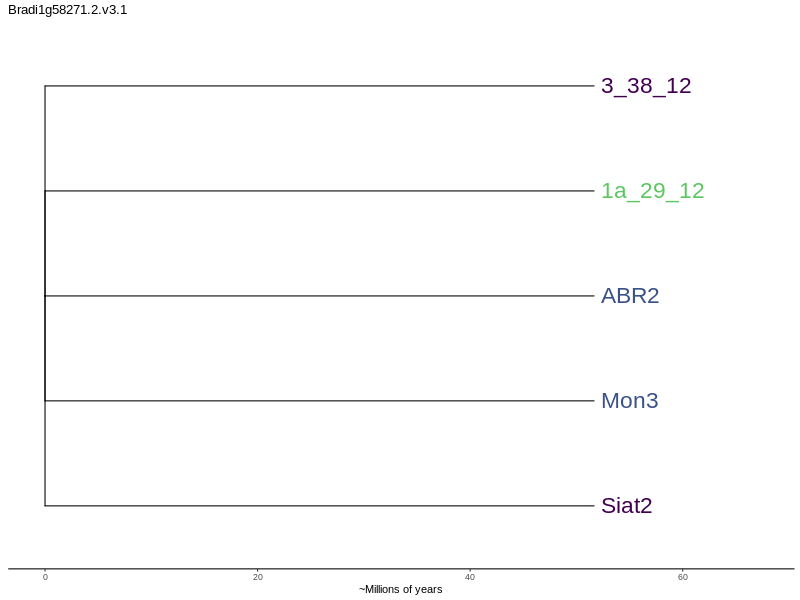 Bradi1g58271.2.v3.1
3_38_12
1a_29_12
ABR2
Mon3
Siat2
0 20 40 60
~Millions of years